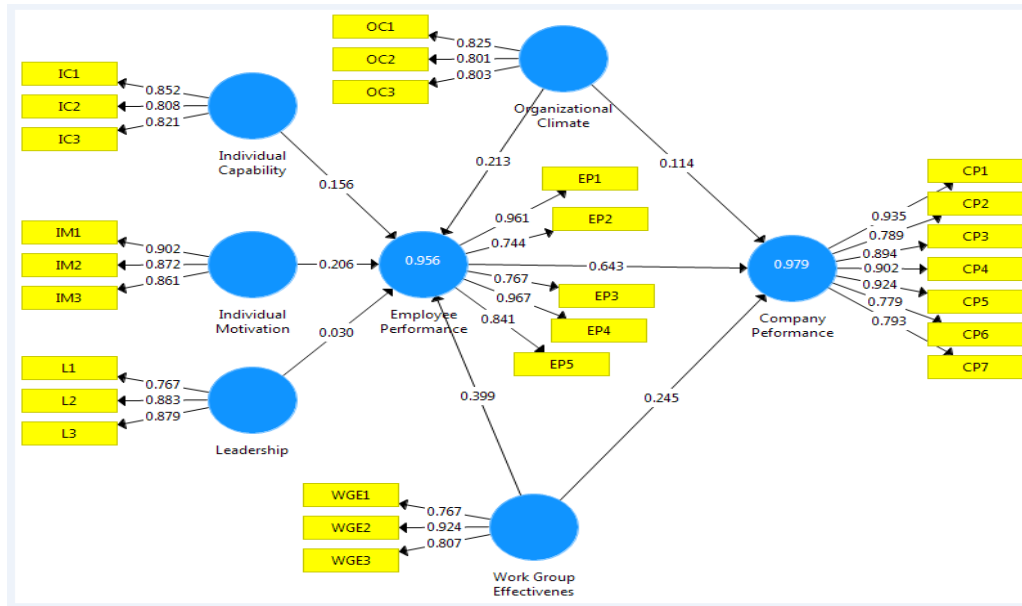 OC1
0.825
OC2
0.801
OC3
0.803
Organizational
Climate
IC1
0.852
IC2
0.808
IC3
0.821
Individual
Capability
0.156
0.213
0.114
IM1
0.902
IM2
0.872
IM3
0.861
Individual
Motivation
0.206
L1
0.767
L2
0.883
L3
0.879
Leadership
0.030
0.956
Employee
Performance
EP1
0.961
EP2
0.744
EP3
0.767
EP4
0.967
EP5
0.841
0.643
0.979
Company
Peformance
CP1
0.935
CP2
0.789
CP3
0.894
CP4
0.902
CP5
0.924
CP6
0.779
CP7
0.793
0.399
0.245
WGE1
0.767
WGE2
0.924
WGE3
0.807
Work Group
Effectivenes